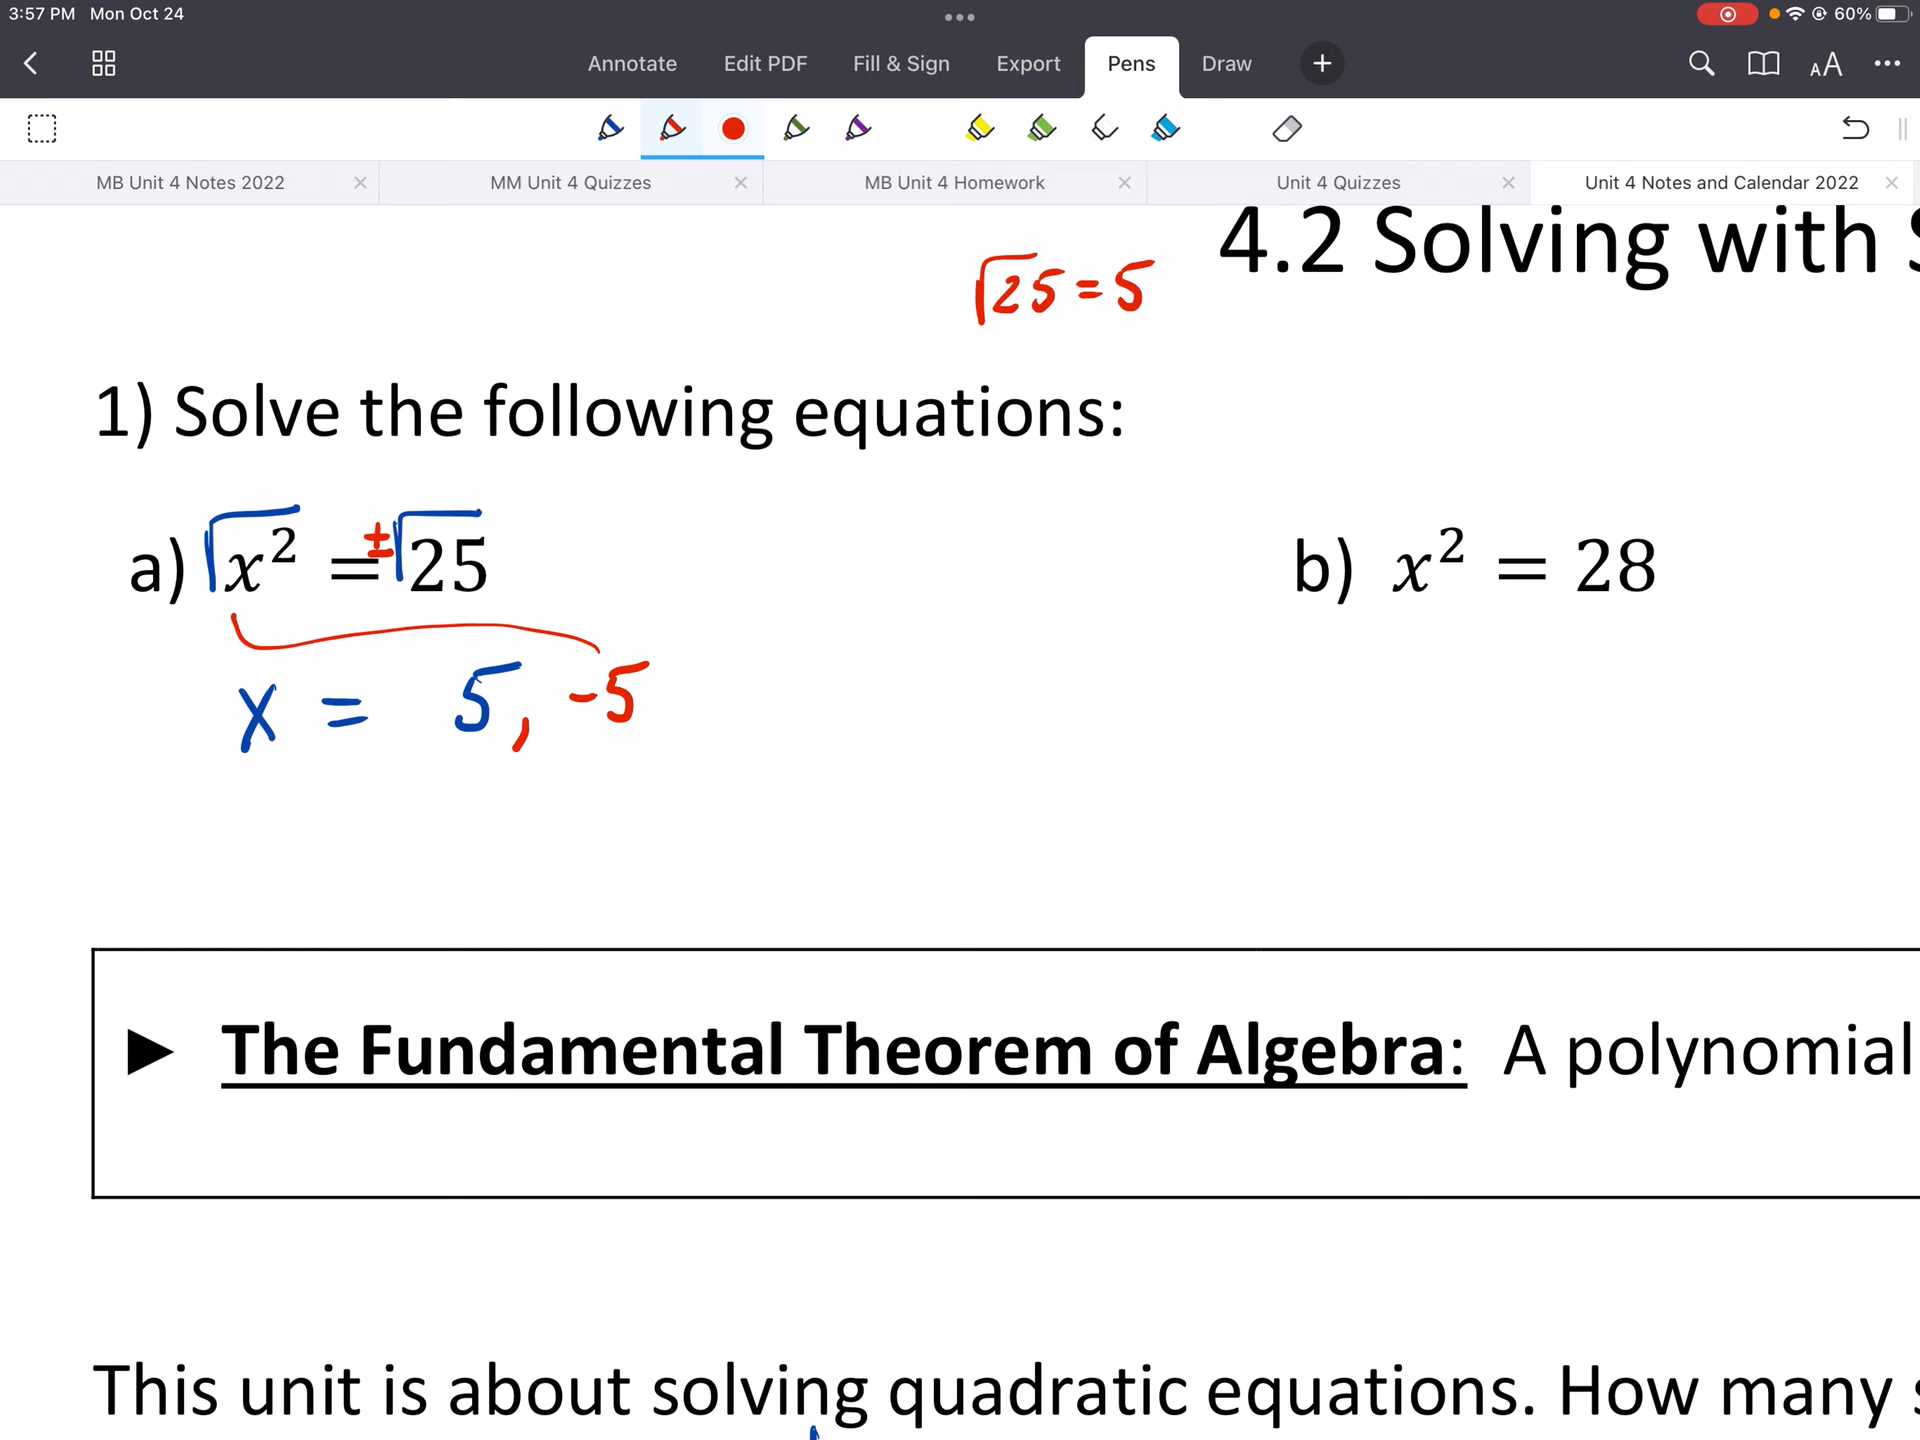 3:57 PM Mon Oct 24
60%
Annotate Edit PDF Fill & Sign Export Pens Draw
AA
MB Unit 4 Notes 2022 MM Unit 4 Quizzes MB Unit 4 Homework Unit 4 Quizzes Unit 4 Notes and Calendar 2022
4.2 Solving with
√25 = 5
1) Solve the following equations:
a) √x² = ±√25
b) x² = 28
x = 5, -5
► The Fundamental Theorem of Algebra: A polynomial
This unit is about solving quadratic equations. How many